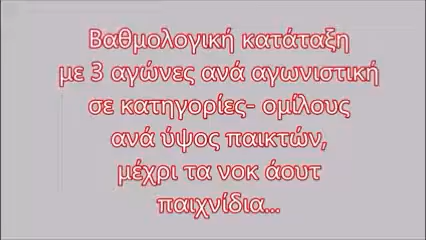 Βαθμολογική κατάταξη
με 3 αγώνες ανά αγωνιστική
σε κατηγορίες- ομίλους
ανά ύψος παικτών,
μέχρι τα νοκ άουτ
παιχνίδια...